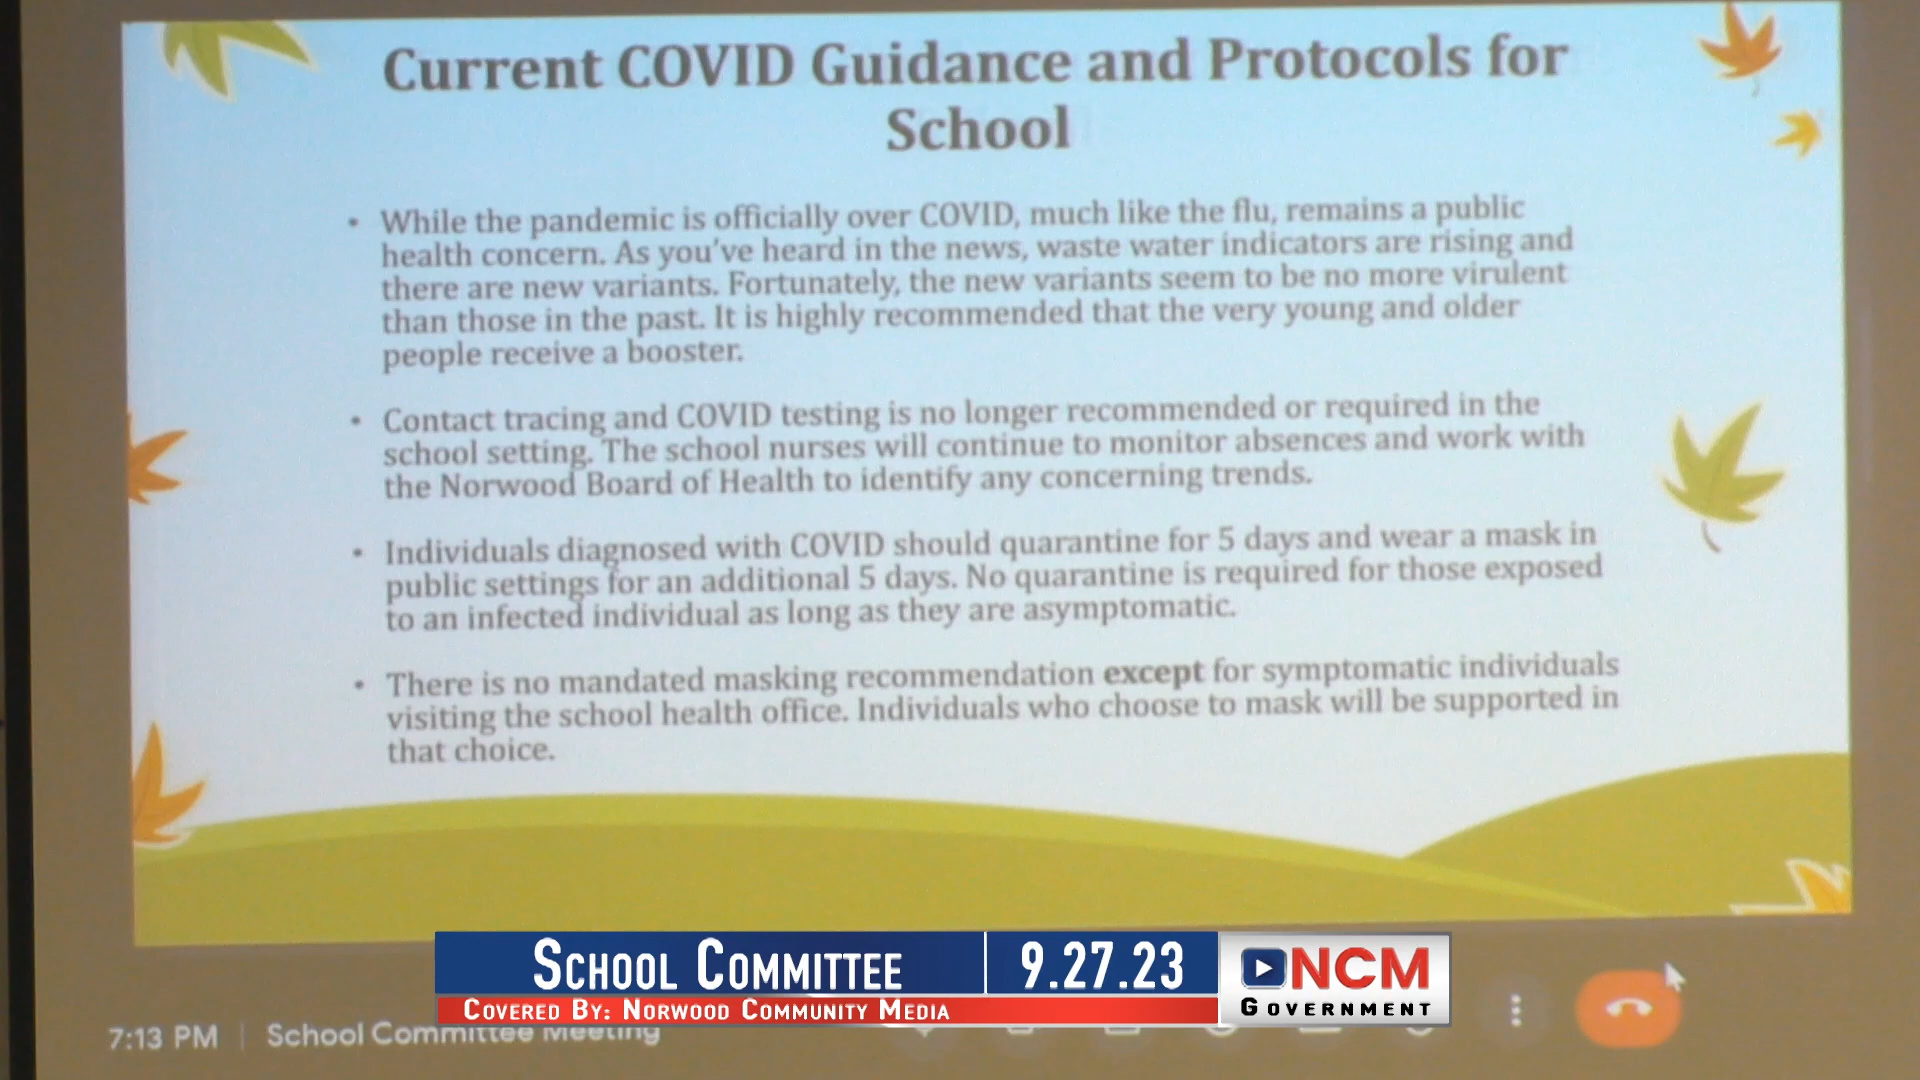 Current COVID Guidance and Protocols for
School
• While the pandemic is officially over COVID, much like the flu, remains a public
health concern. As you've heard in the news, waste water indicators are rising and
there are new variants. Fortunately, the new variants seem to be no more virulent
than those in the past. It is highly recommended that the very young and older
people receive a booster.
• Contact tracing and COVID testing is no longer recommended or required in the
school setting. The school nurses will continue to monitor absences and work with
the Norwood Board of Health to identify any concerning trends.
• Individuals diagnosed with COVID should quarantine for 5 days and wear a mask in
public settings for an additional 5 days. No quarantine is required for those exposed
to an infected individual as long as they are asymptomatic.
• There is no mandated masking recommendation except for symptomatic individuals
visiting the school health office. Individuals who choose to mask will be supported in
that choice.
School Committee
9.27.23
NCM
Government
Covered By: Norwood Community Media
7:13 PM | School Committee Meeting